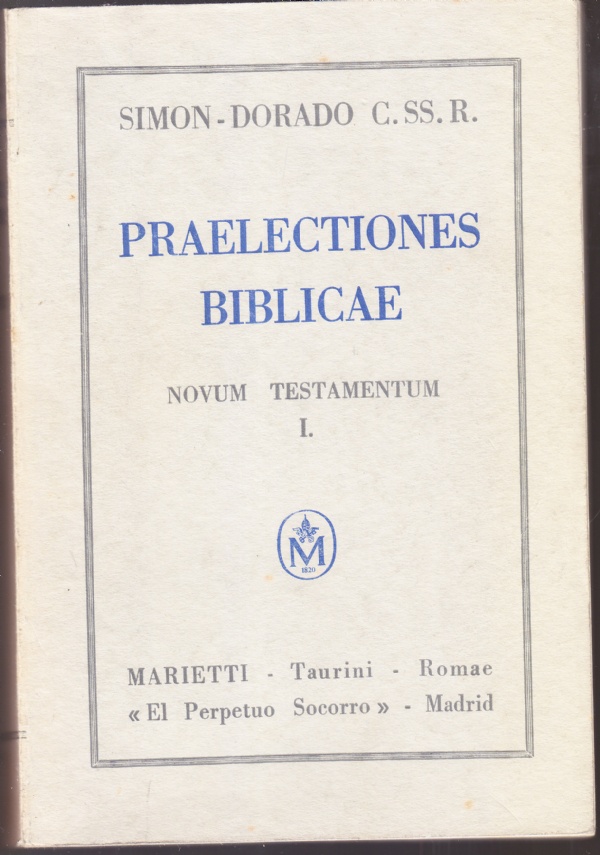 SIMON-DORADO C.SS.R.
PRAELECTIONES
BIBLICAE
NOVUM TESTAMENTUM
I.
M
1820
MARIETTI - Taurini - Romae
« El Perpetuo Socorro » - Madrid